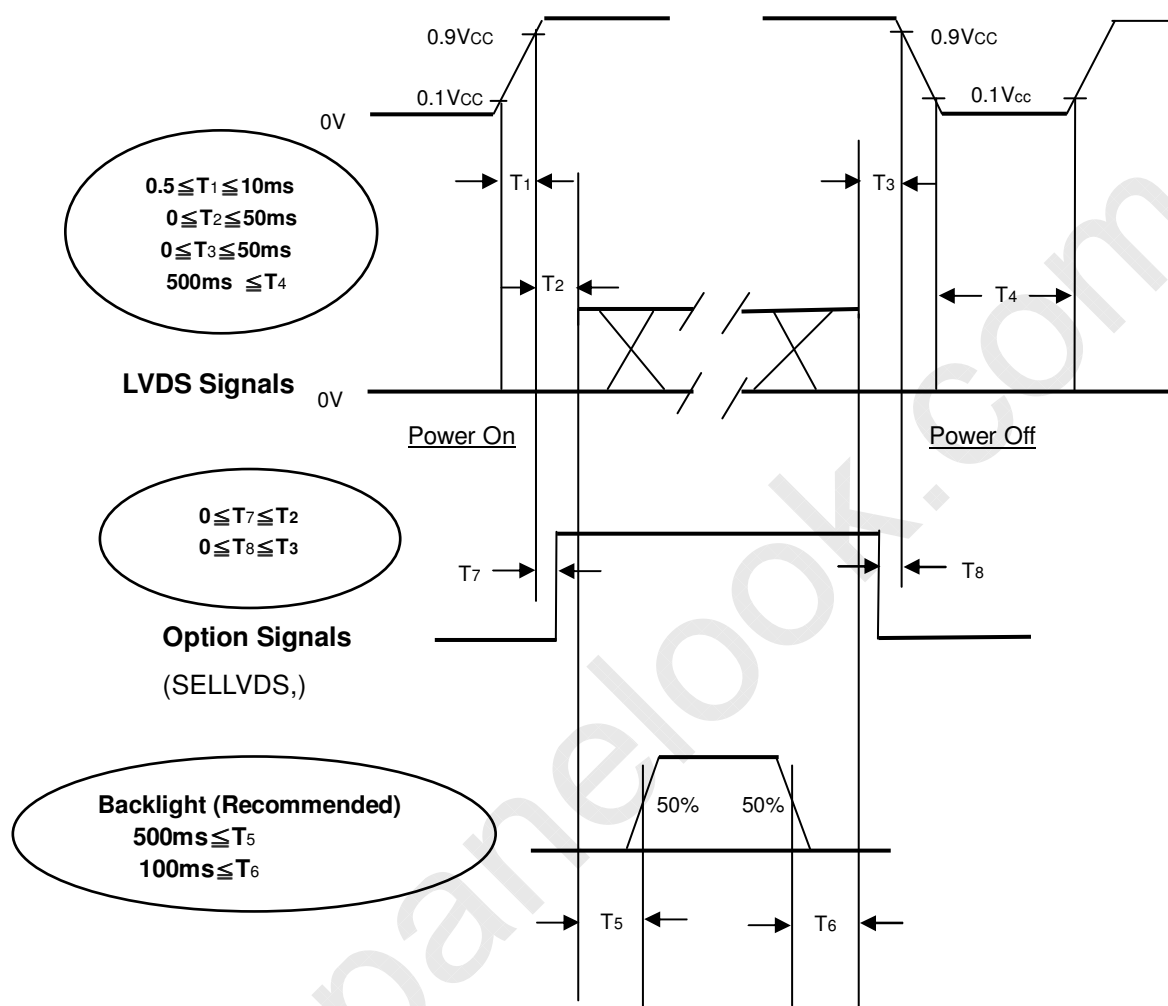 0.9Vcc
0.9Vcc
0.1Vcc
0.1Vcc
0V
0.5≦T1≦10ms
0≦T2≦50ms
0≦T3≦50ms
500ms ≦T4
T1
T3
T2
T4
LVDS Signals
0V
Power On
Power Off
0≦T7≦T2
0≦T8≦T3
T7
T8
Option Signals
(SELLVDS,)
Backlight (Recommended)
500ms≦T5
100ms≦T6
50%
50%
T5
T6
panelook.com